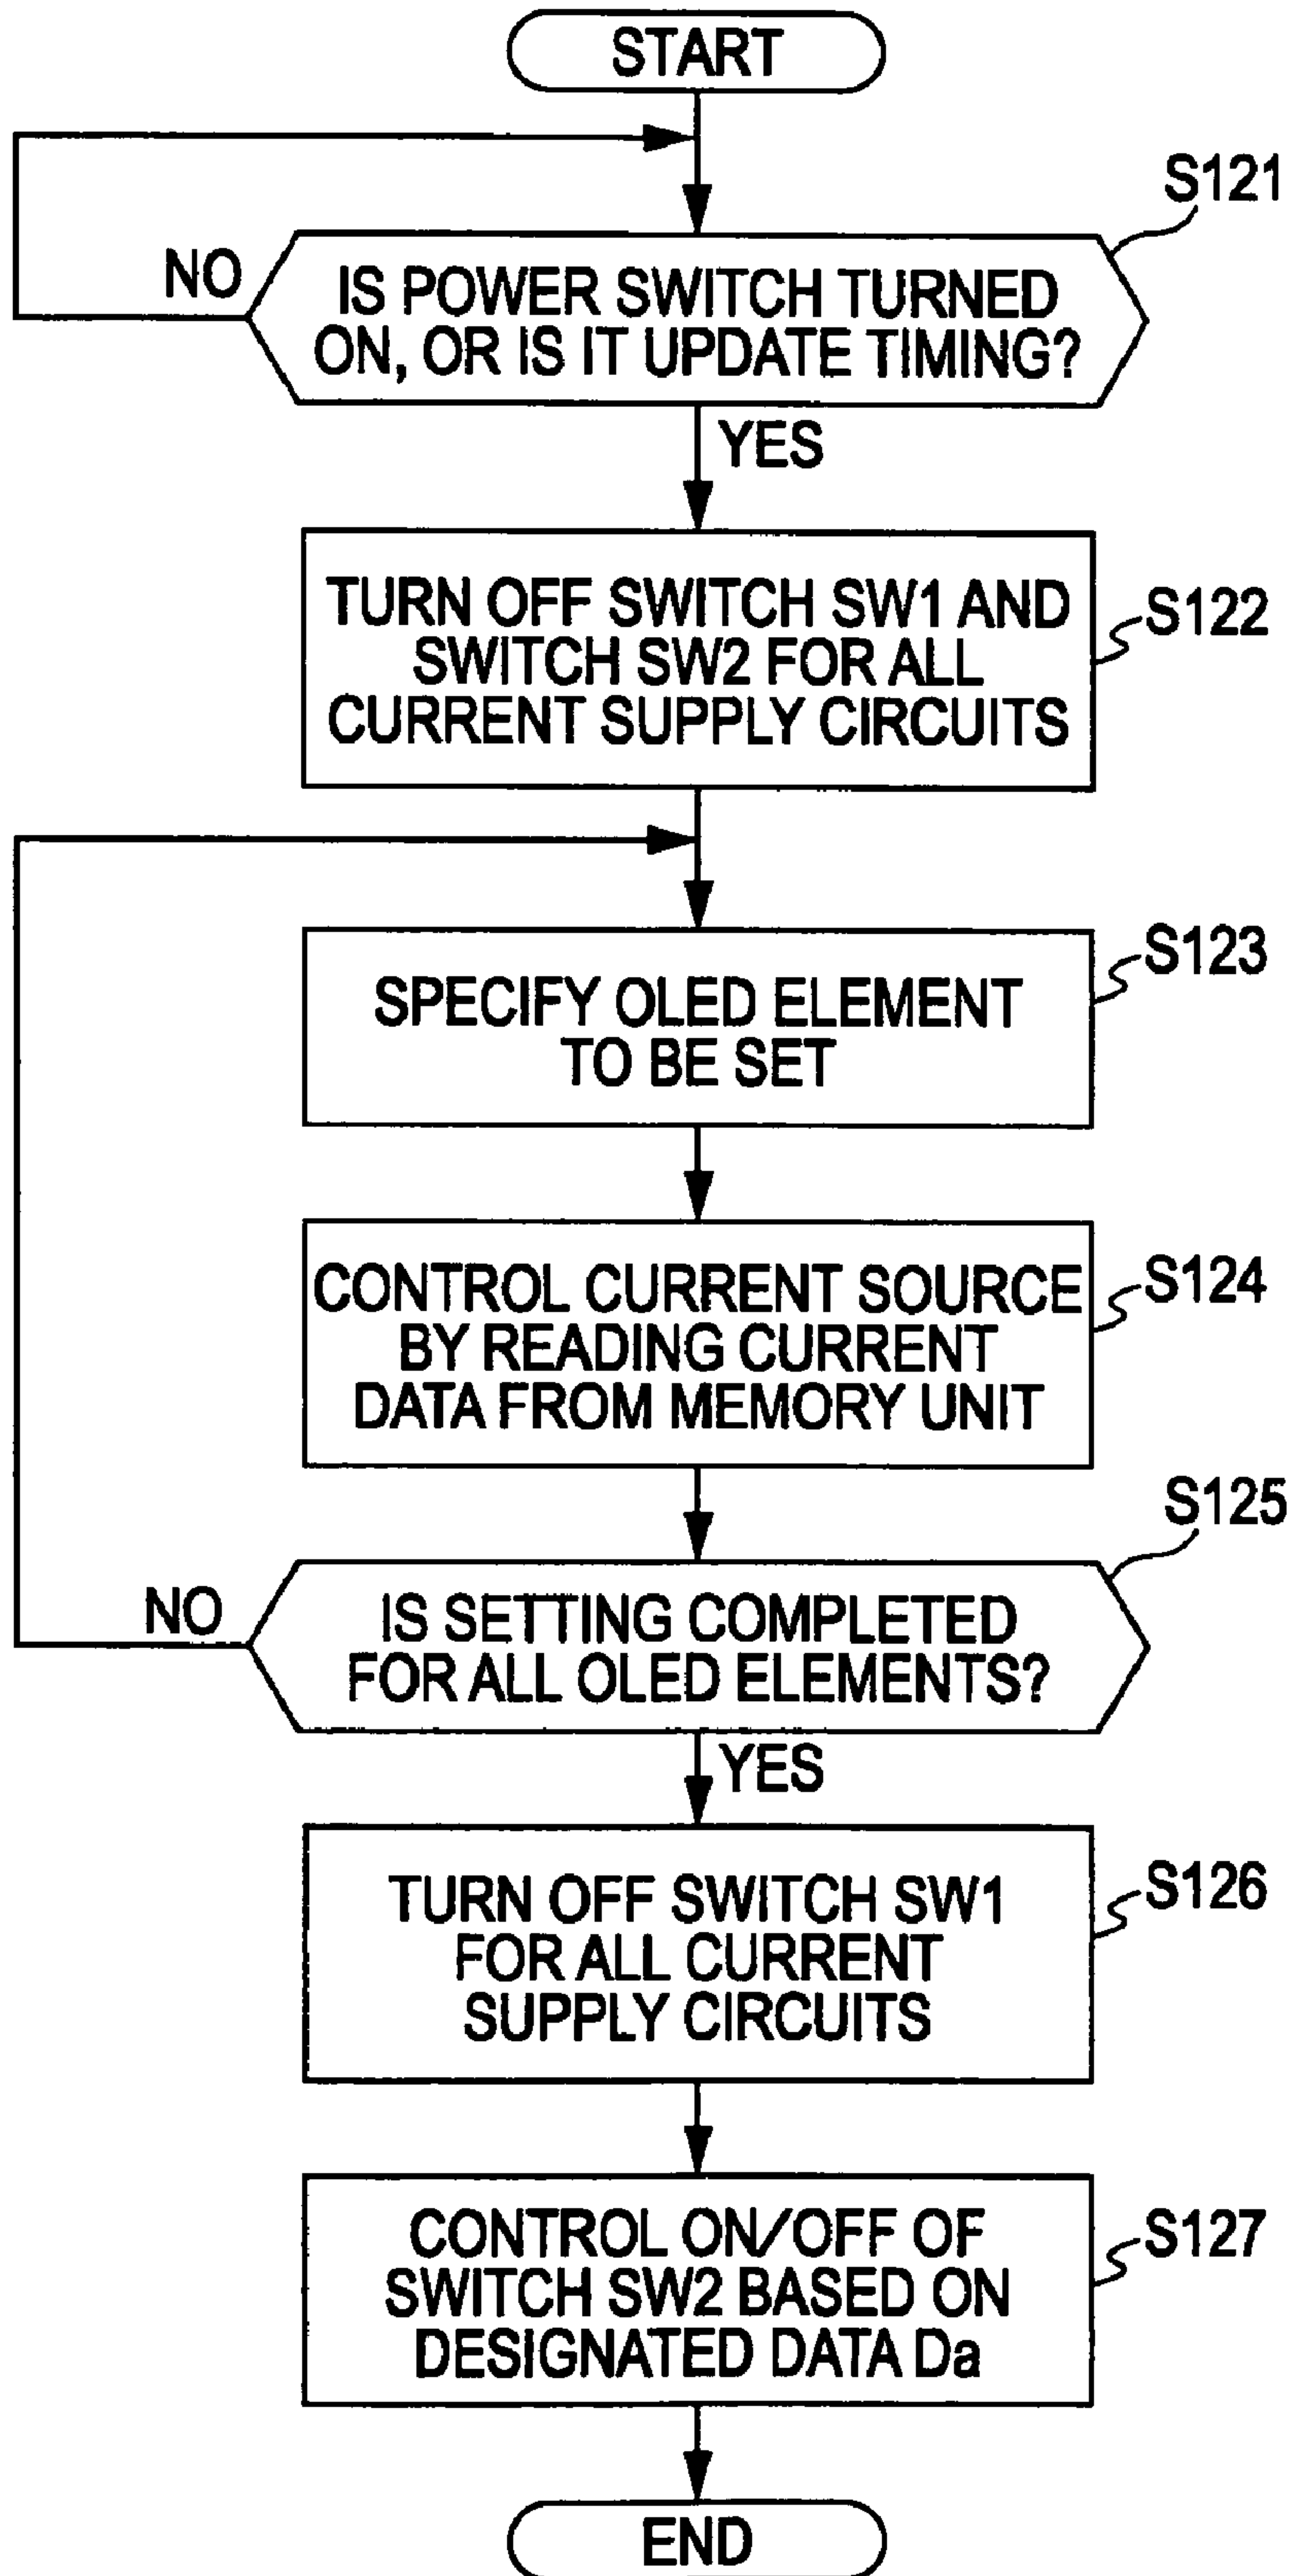 START
S121
NO
IS POWER SWITCH TURNED
ON, OR IS IT UPDATE TIMING?
YES
TURN OFF SWITCH SW1 AND
SWITCH SW2 FOR ALL
CURRENT SUPPLY CIRCUITS
S122
S123
SPECIFY OLED ELEMENT
TO BE SET
CONTROL CURRENT SOURCE
BY READING CURRENT
DATA FROM MEMORY UNIT
S124
S125
NO
IS SETTING COMPLETED
FOR ALL OLED ELEMENTS?
YES
TURN OFF SWITCH SW1
FOR ALL CURRENT
SUPPLY CIRCUITS
S126
CONTROL ON/OFF OF
SWITCH SW2 BASED ON
DESIGNATED DATA Da
S127
END